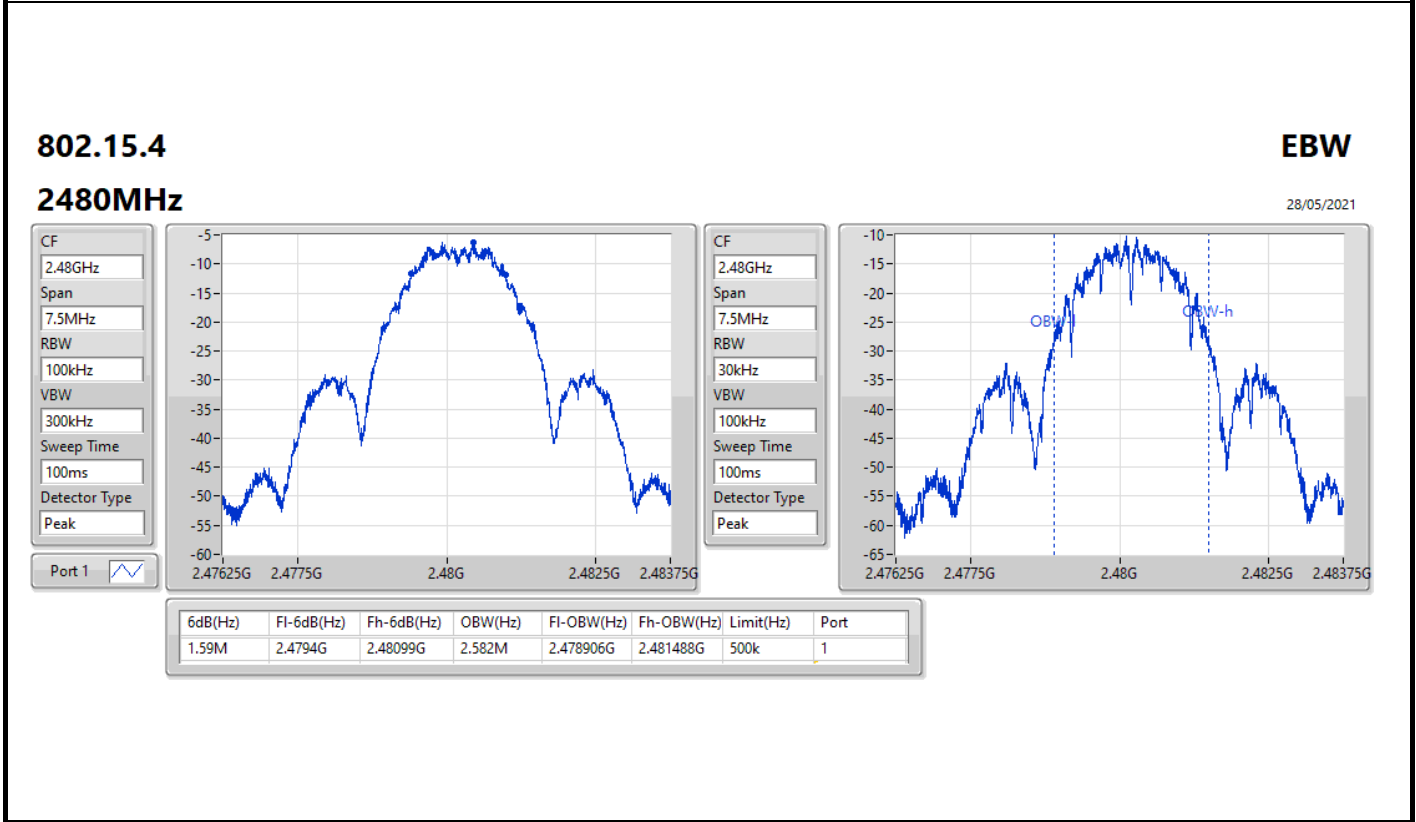 802.15.4
EBW
2480MHz
28/05/2021
CF
2.48GHz
Span
7.5MHz
RBW
100kHz
VBW
300kHz
Sweep Time
100ms
Detector Type
Peak
Port 1
-5
-10
-15
-20
-25
-30
-35
-40
-45
-50
-55
-60
2.47625G 2.4775G 2.48G 2.4825G 2.48375G
CF
2.48GHz
Span
7.5MHz
RBW
30kHz
VBW
100kHz
Sweep Time
100ms
Detector Type
Peak
-10
-15
-20
-25
-30
-35
-40
-45
-50
-55
-60
-65
OBW-h
2.47625G 2.4775G 2.48G 2.4825G 2.48375G
6dB(Hz) Fl-6dB(Hz) Fh-6dB(Hz) OBW(Hz) Fl-OBW(Hz) Fh-OBW(Hz) Limit(Hz) Port
1.59M 2.4794G 2.48099G 2.582M 2.478906G 2.481488G 500k 1